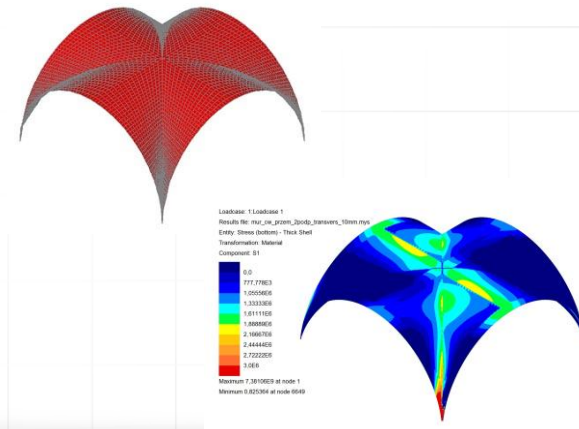 Loadcase: 1:Loadcase 1
Results file: mur_cw_przem_2podp_transvers_10mm.mys
Entity: Stress (bottom) - Thick Shell
Transformation: Material
Component: S1
0,0
777,778E3
1,05556E6
1,33333E6
1,61111E6
1,88889E6
2,16667E6
2,44444E6
2,72222E6
3,0E6
Maximum 7,38106E9 at node 1
Minimum 0,825364 at node 6649